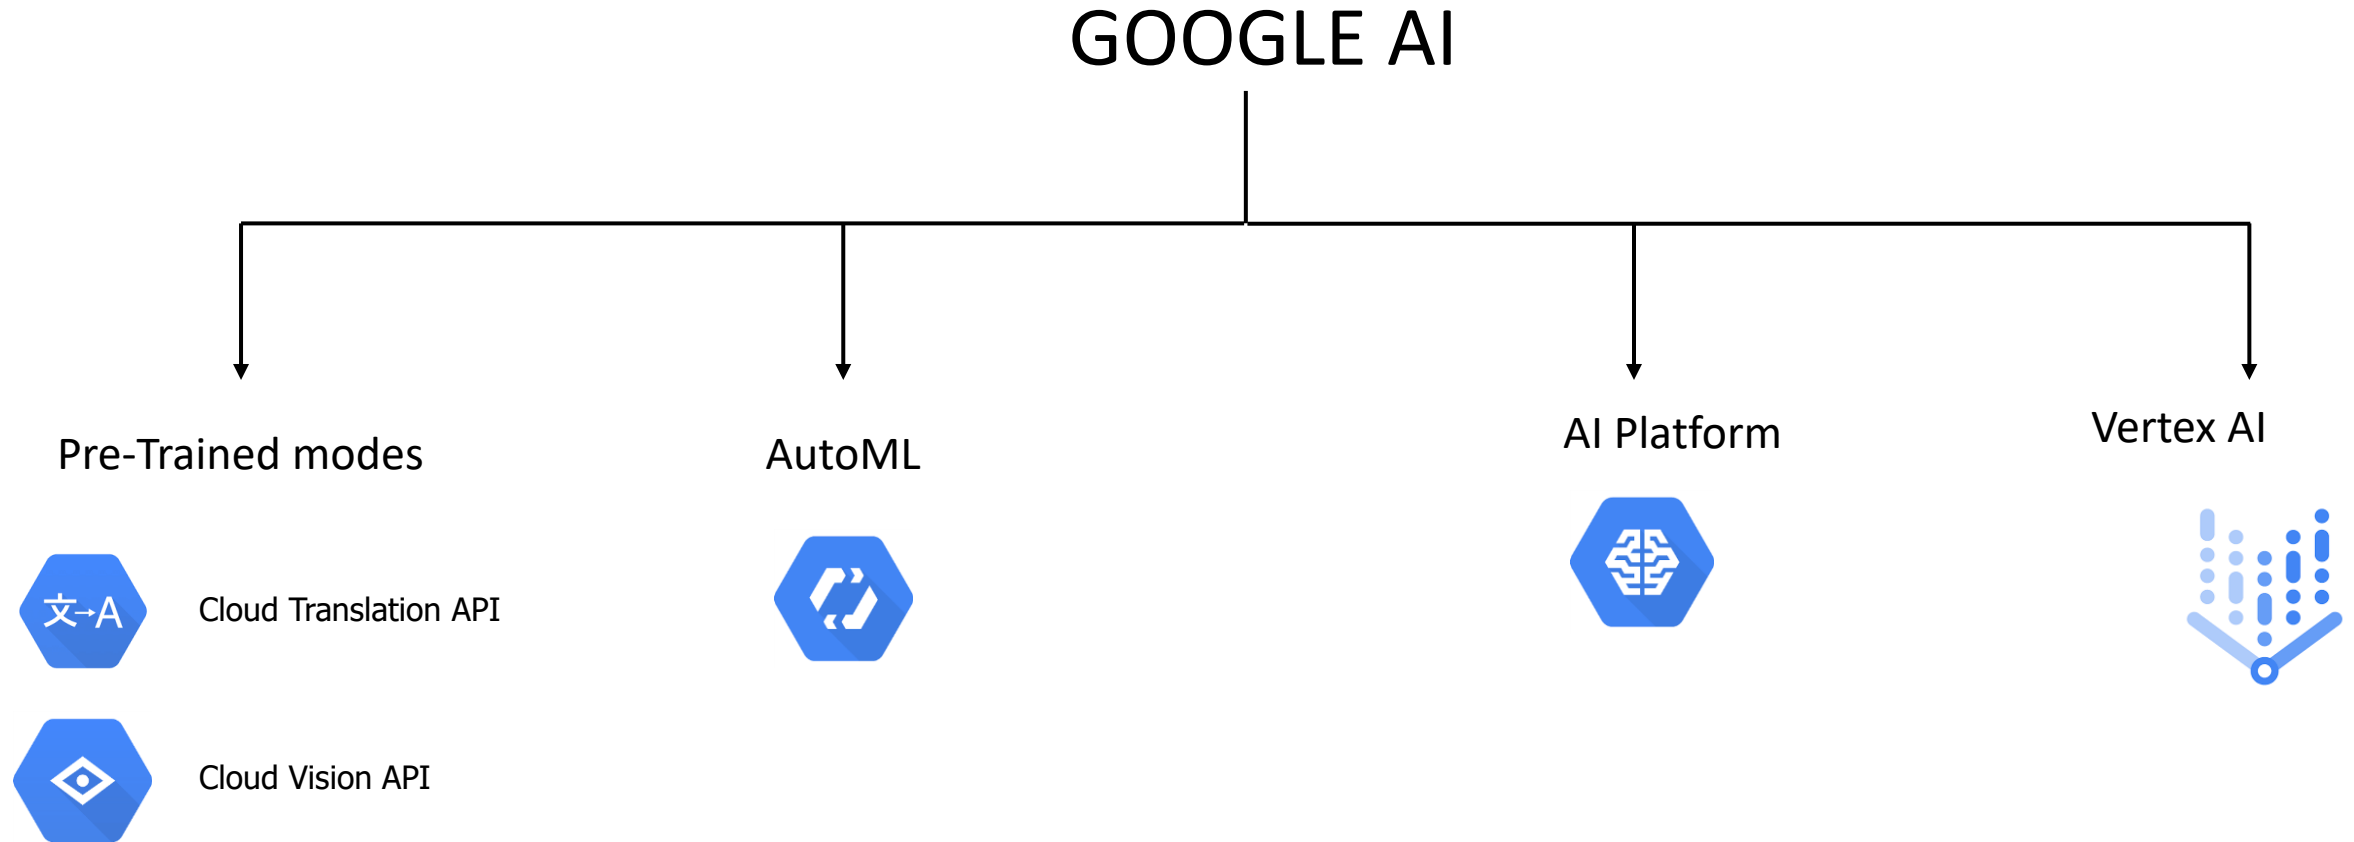 GOOGLE AI
Pre-Trained modes
AutoML
AI Platform
Vertex AI
文→A
Cloud Translation API
Cloud Vision API